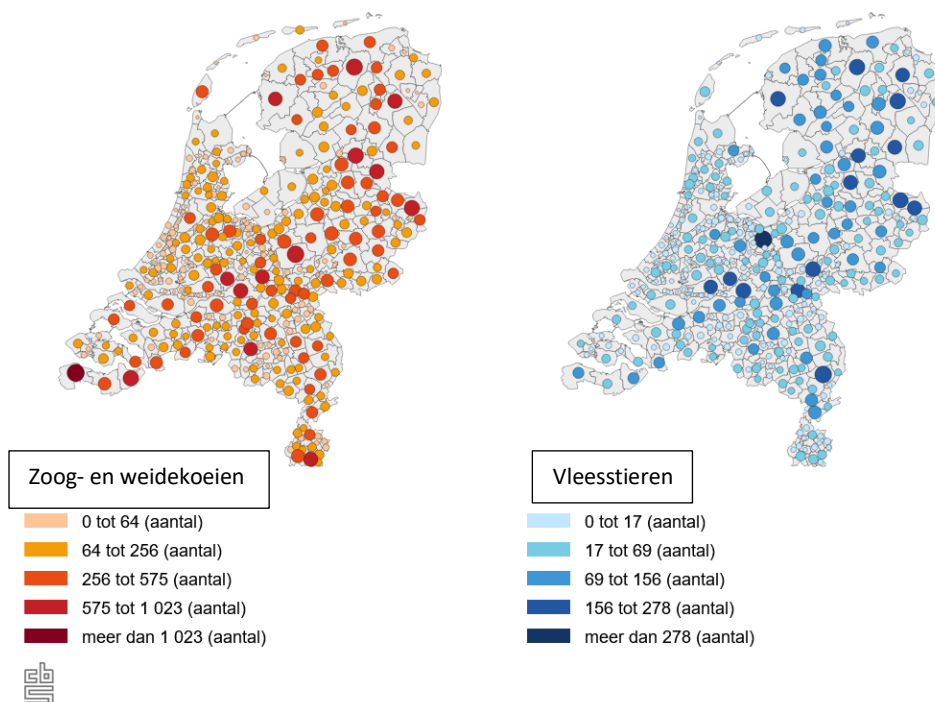 Zoog- en weidekoeien
0 tot 64 (aantal)
64 tot 256 (aantal)
256 tot 575 (aantal)
575 tot 1 023 (aantal)
meer dan 1 023 (aantal)
cbs
Vleesstieren
0 tot 17 (aantal)
17 tot 69 (aantal)
69 tot 156 (aantal)
156 tot 278 (aantal)
meer dan 278 (aantal)